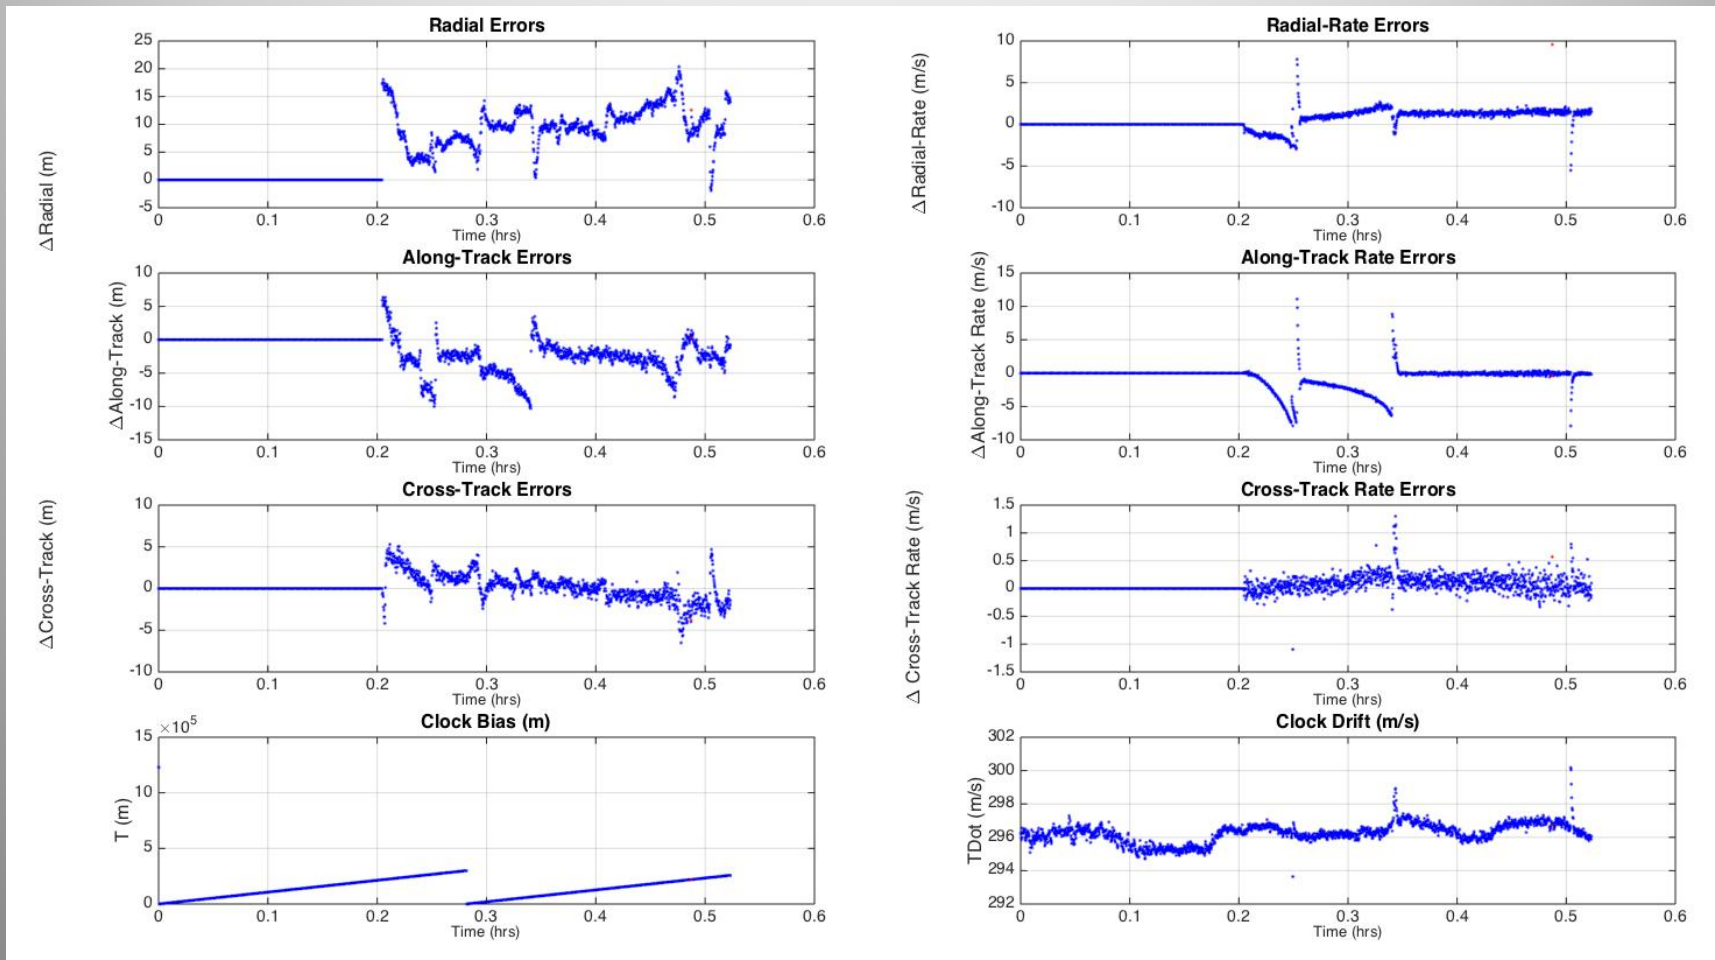 Radial Errors
ΔRadial (m)
25
20
15
10
5
0
-5
0 0.1 0.2 0.3 0.4 0.5 0.6
Time (hrs)
Radial-Rate Errors
ΔRadial-Rate (m/s)
10
5
0
-5
-10
0 0.1 0.2 0.3 0.4 0.5 0.6
Time (hrs)
Along-Track Errors
ΔAlong-Track (m)
10
5
0
-5
-10
-15
0 0.1 0.2 0.3 0.4 0.5 0.6
Time (hrs)
Along-Track Rate Errors
ΔAlong-Track Rate (m/s)
15
10
5
0
-5
-10
0 0.1 0.2 0.3 0.4 0.5 0.6
Time (hrs)
Cross-Track Errors
ΔCross-Track (m)
10
5
0
-5
-10
0 0.1 0.2 0.3 0.4 0.5 0.6
Time (hrs)
Cross-Track Rate Errors
Δ Cross-Track Rate (m/s)
1.5
1
0.5
0
-0.5
-1
-1.5
0 0.1 0.2 0.3 0.4 0.5 0.6
Time (hrs)
Clock Bias (m)
×10⁵
T (m)
15
10
5
0
0 0.1 0.2 0.3 0.4 0.5 0.6
Time (hrs)
Clock Drift (m/s)
TDot (m/s)
302
300
298
296
294
292
0 0.1 0.2 0.3 0.4 0.5 0.6
Time (hrs)